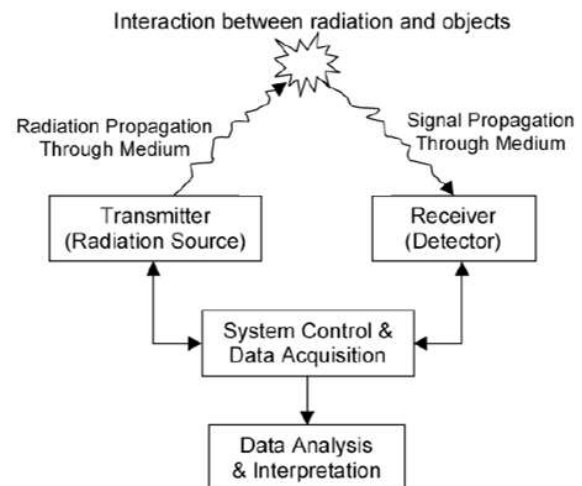 Interaction between radiation and objects
Radiation Propagation
Through Medium
Signal Propagation
Through Medium
Transmitter
(Radiation Source)
Receiver
(Detector)
System Control &
Data Acquisition
Data Analysis
& Interpretation